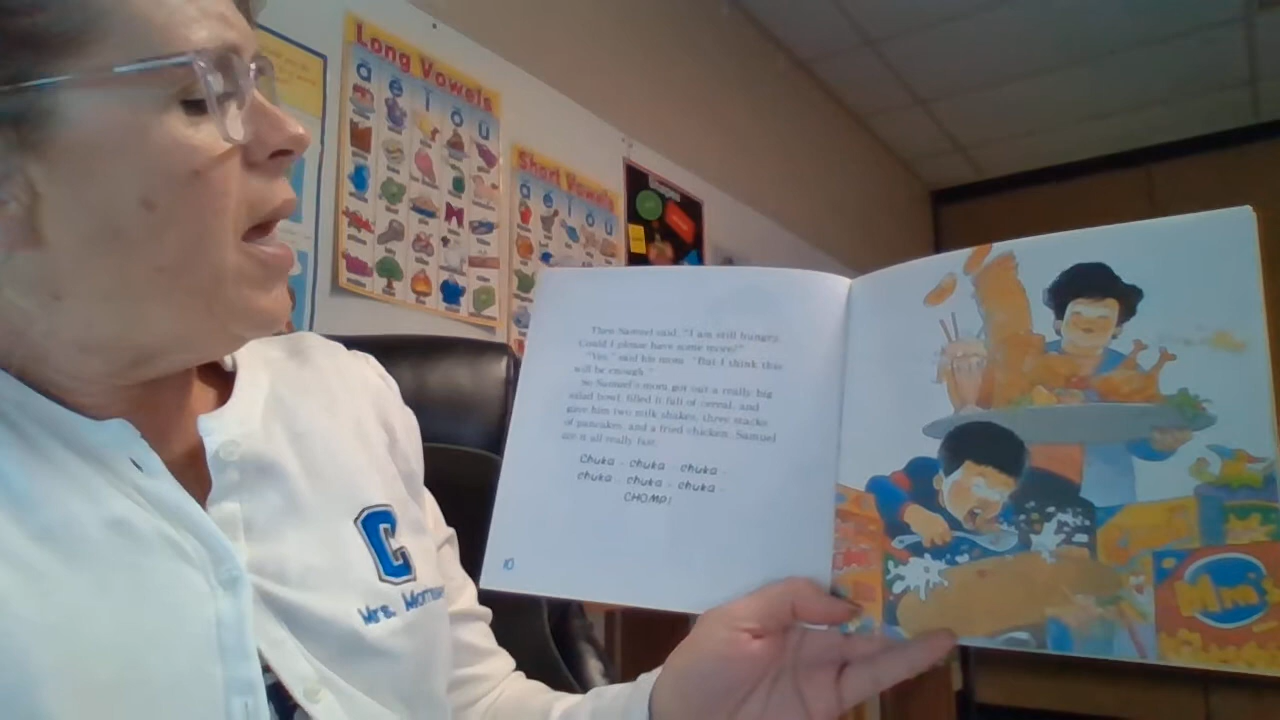 Long Vowels
ā ē ī ō ū
Short Vowels
ă ĕ ĭ ŏ ŭ
Then Samuel said, "I am still hungry.
Could I please have some more?"
"Yes," said his mom. "But I think this
will be enough."
So Samuel's mom got out a really big
salad bowl, filled it full of cereal, and
gave him two milk shakes, three stacks
of pancakes, and a fried chicken. Samuel
ate it all really fast.
Chuka - chuka - chuka -
chuka - chuka - chuka -
CHOMP!
10
C
Mrs.
Mm's